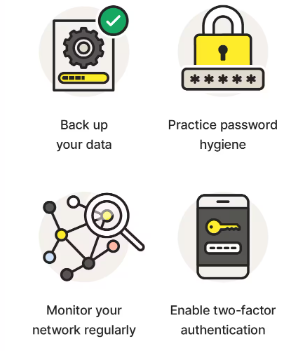 Back up
your data
Practice password
hygiene
Monitor your
network regularly
Enable two-factor
authentication